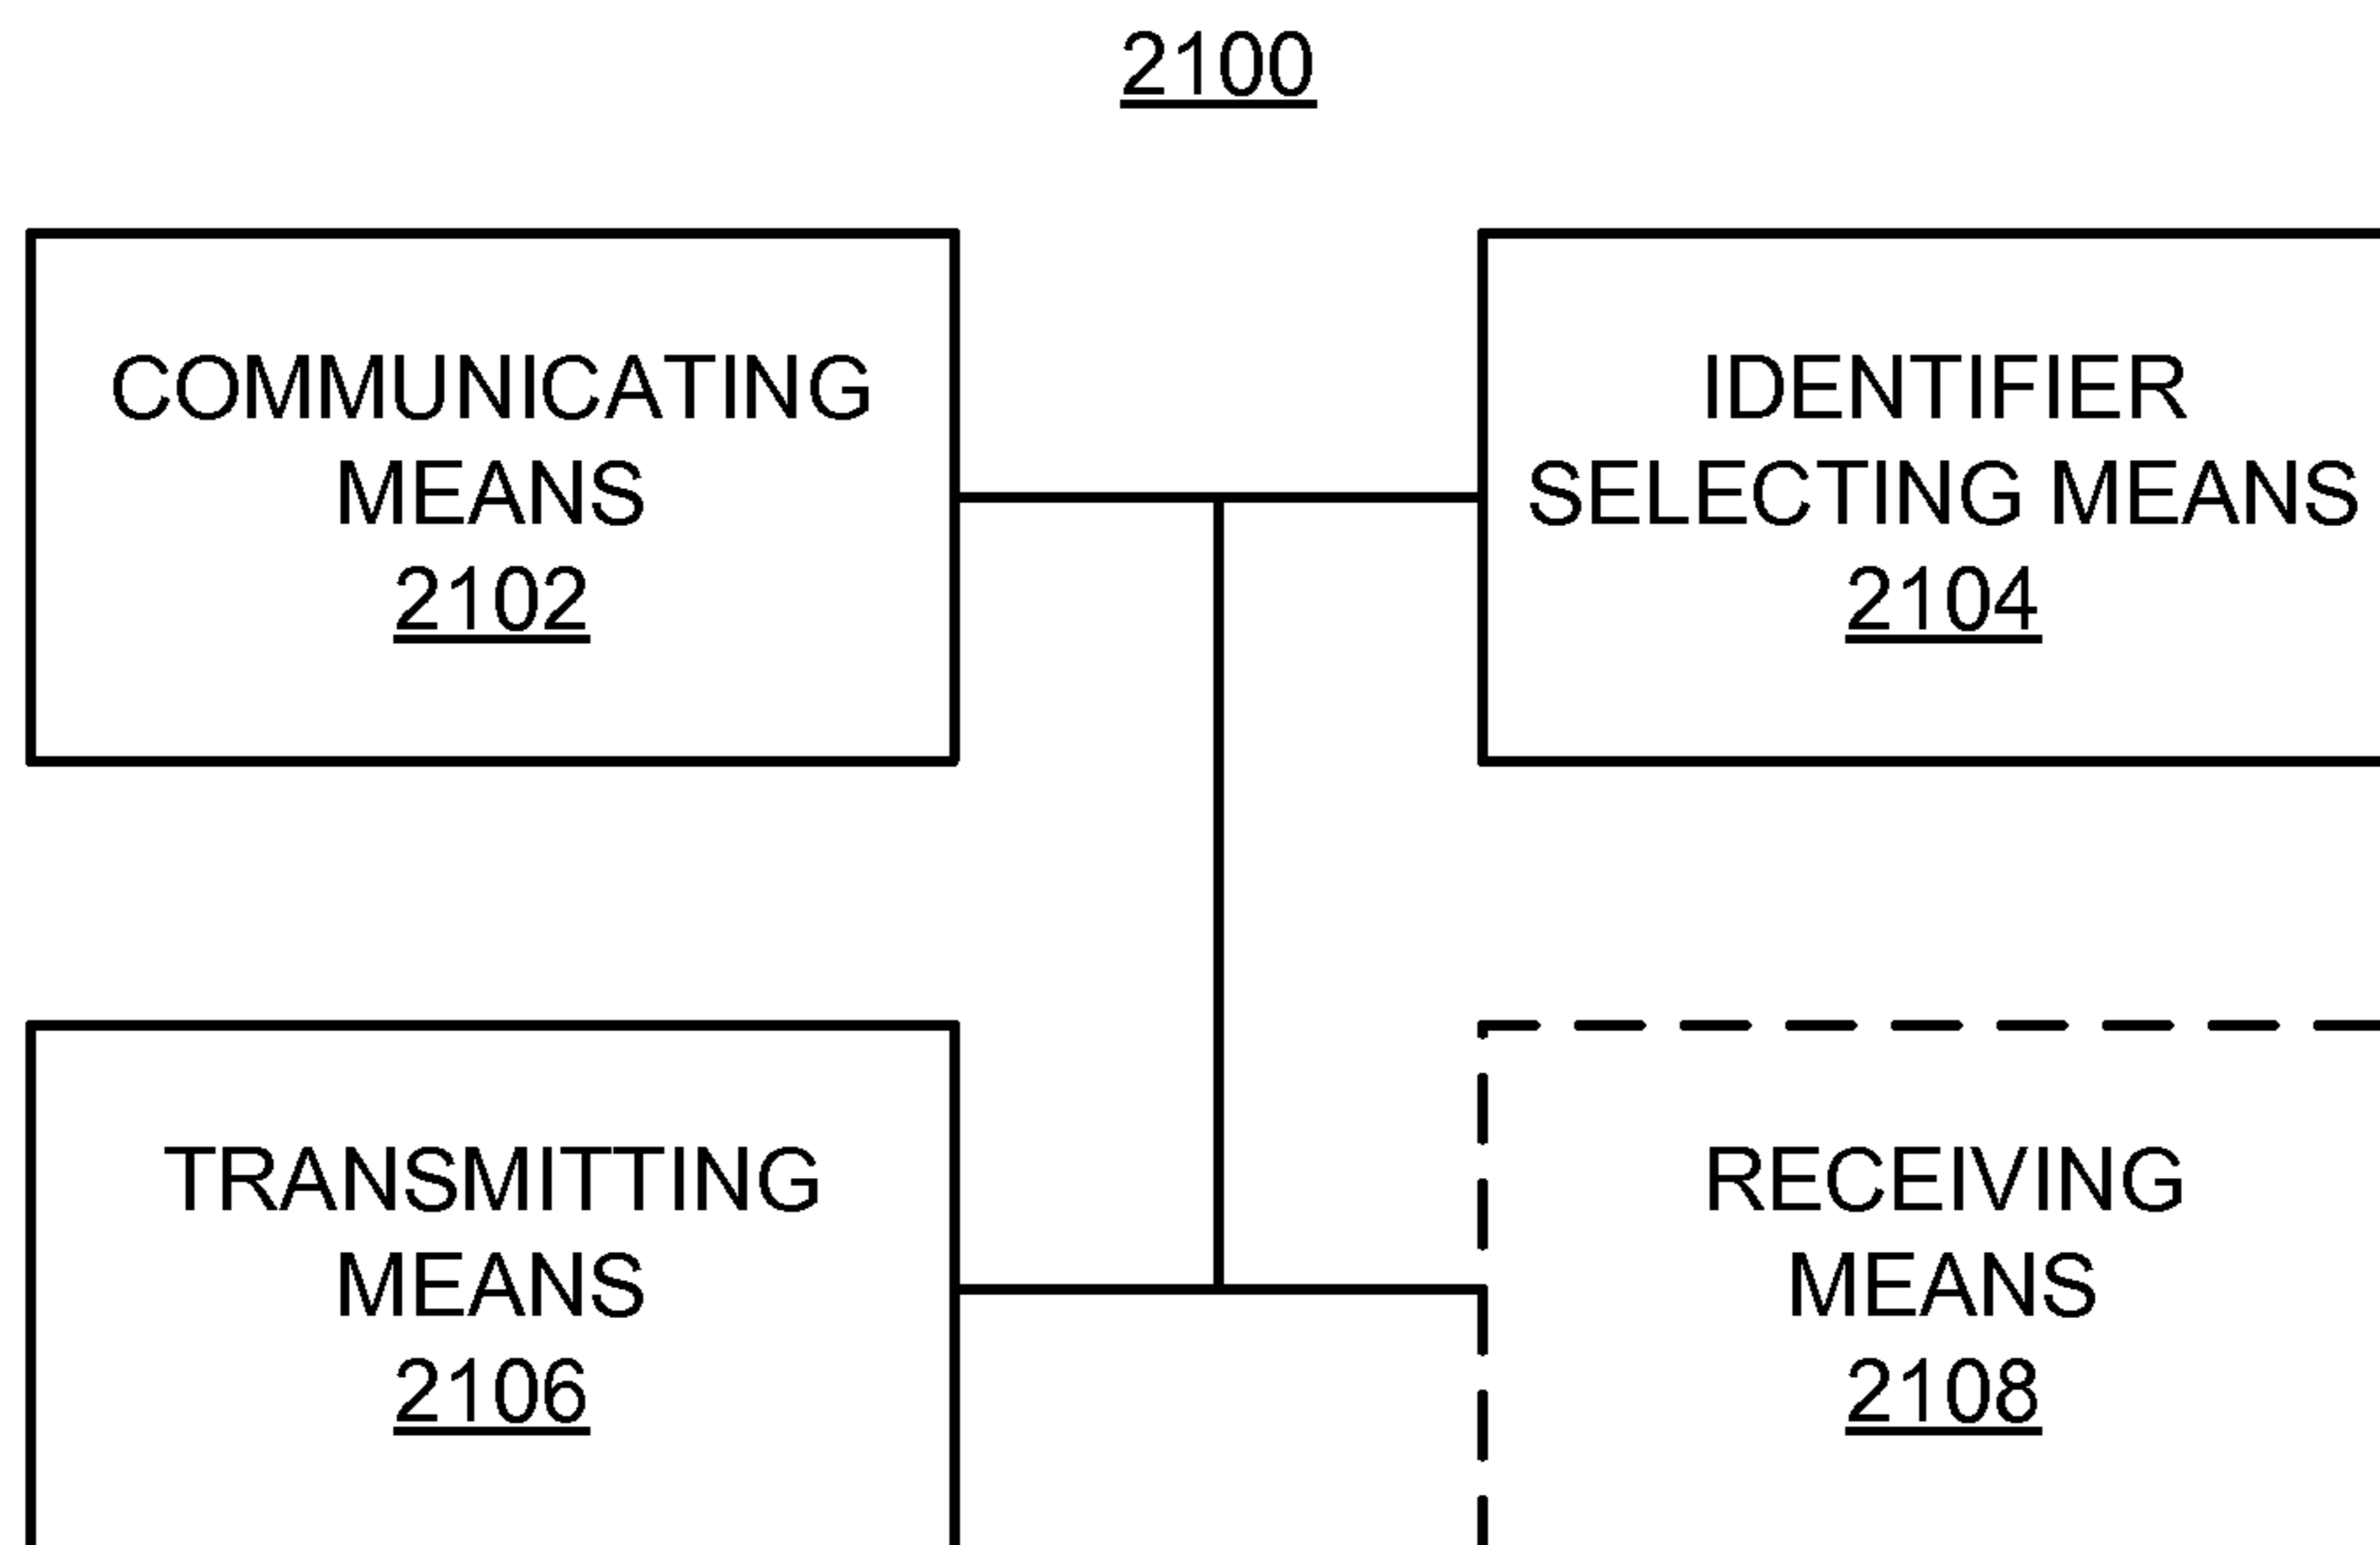 2100
COMMUNICATING
MEANS
2102
IDENTIFIER
SELECTING MEANS
2104
TRANSMITTING
MEANS
2106
RECEIVING
MEANS
2108